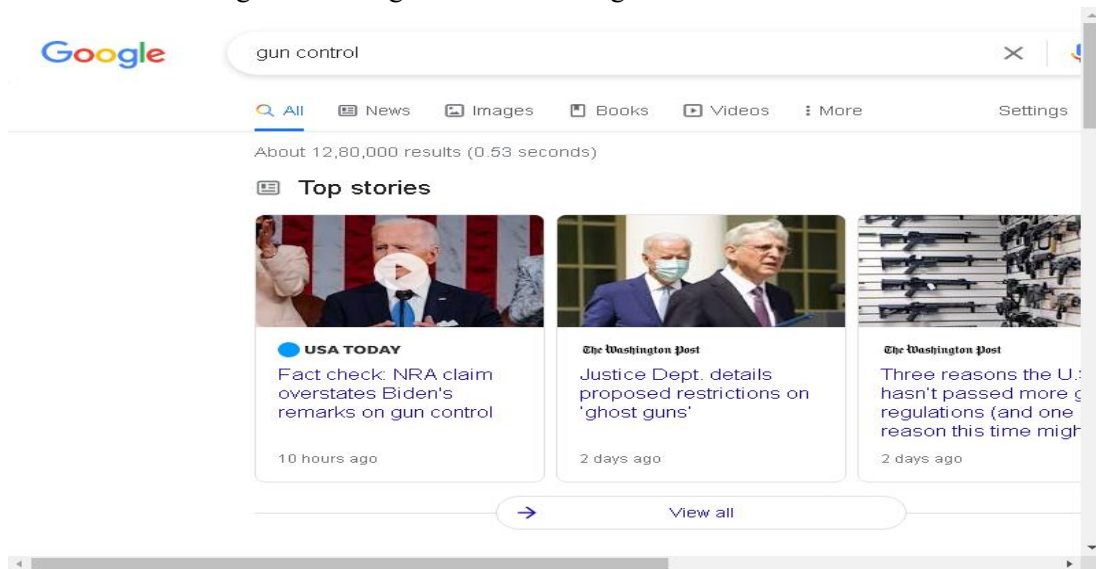 Google
gun control
All News Images Books Videos More Settings
About 12,80,000 results (0.53 seconds)
Top stories
USA TODAY
Fact check: NRA claim
overstates Biden's
remarks on gun control
10 hours ago
The Washington Post
Justice Dept. details
proposed restrictions on
'ghost guns'
2 days ago
The Washington Post
Three reasons the
hasn't passed more
regulations (and one
reason this time
2 days ago
View all